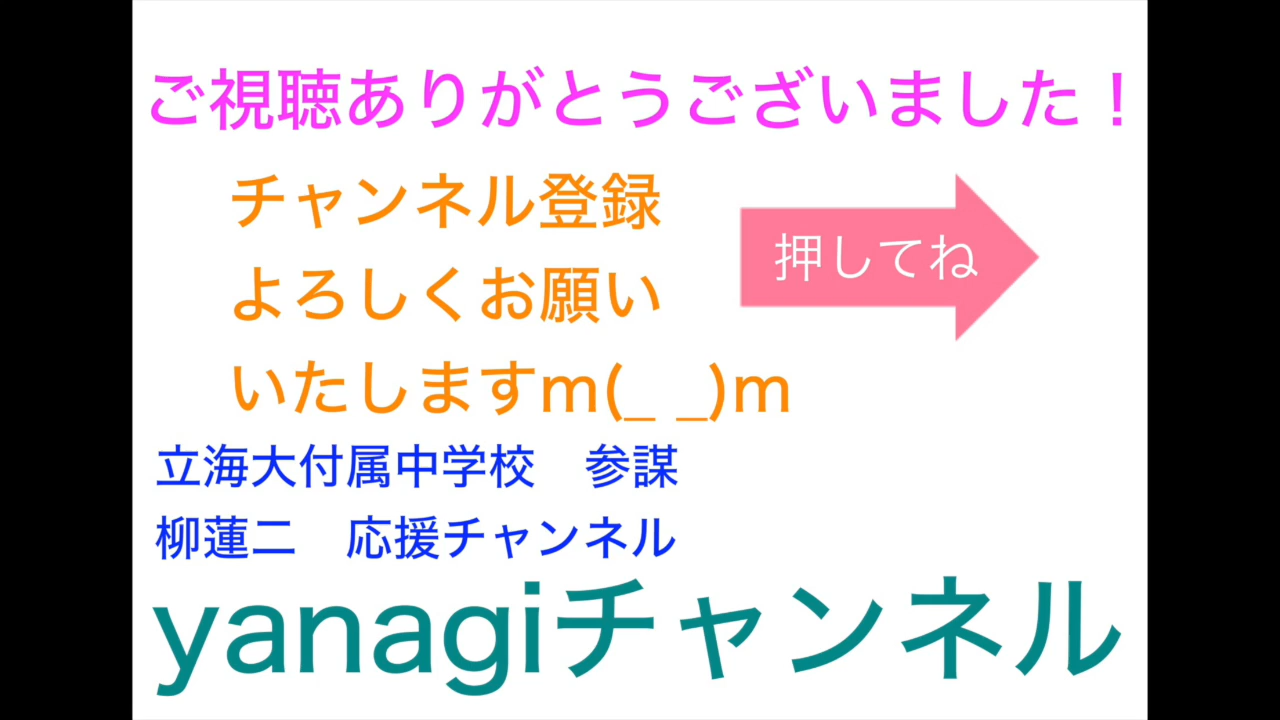 ご視聴ありがとうございました！
チャンネル登録
よろしくお願い
いたしますm(_ _)m
押してね
立海大付属中学校　参謀
柳蓮二　応援チャンネル
yanagiチャンネル